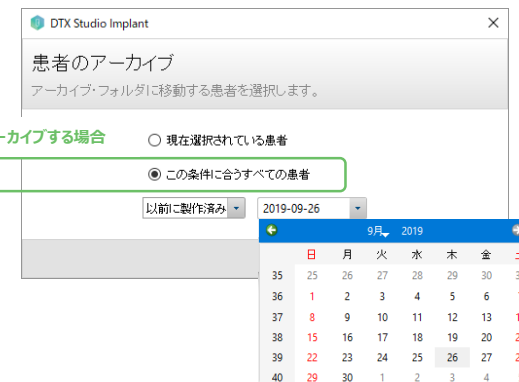 DTX Studio Implant
患者のアーカイブ
アーカイブ・フォルダに移動する患者を選択します。
ーカイブする場合
現在選択されている患者
この条件に合うすべての患者
以前に製作済み 2019-09-26
9月 2019
日 月 火 水 木 金
35 25 26 27 28 29 30
36 1 2 3 4 5 6
37 8 9 10 11 12 13
38 15 16 17 18 19 20
39 22 23 24 25 26 27
40 29 30 1 2 3 4